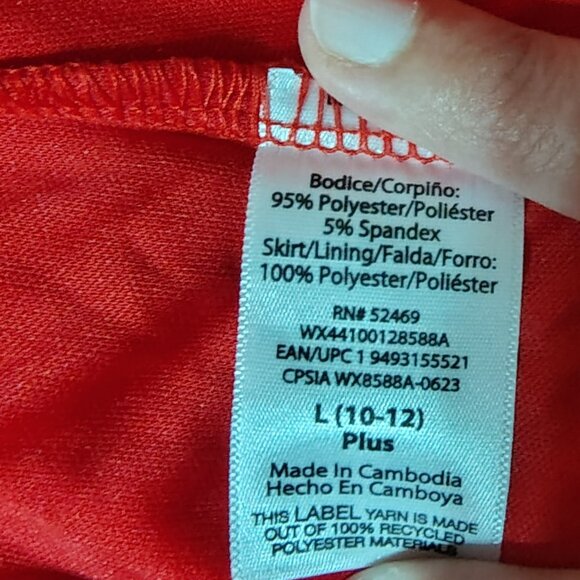 Bodice/Corpiño:
95% Polyester/Poliéster
5% Spandex
Skirt/Lining/Falda/Forro:
100% Polyester/Poliéster
RN# 52469
WX44100128588A
EAN/UPC 1 9493155521
CPSIA WX8588A-0623
L (10-12)
Plus
Made In Cambodia
Hecho En Camboya
THIS LABEL YARN IS MADE
OUT OF 100% RECYCLED
POLYESTER MATERIALS